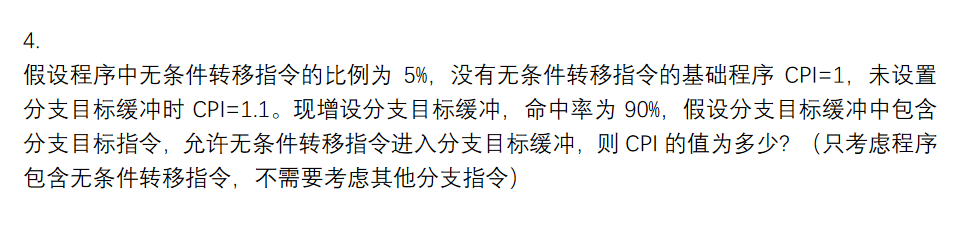 4.
假设程序中无条件转移指令的比例为 5%，没有无条件转移指令的基础程序 CPI=1，未设置
分支目标缓冲时 CPI=1.1。现增设分支目标缓冲，命中率为 90%，假设分支目标缓冲中包含
分支目标指令，允许无条件转移指令进入分支目标缓冲，则 CPI 的值为多少？（只考虑程序
包含无条件转移指令，不需要考虑其他分支指令）